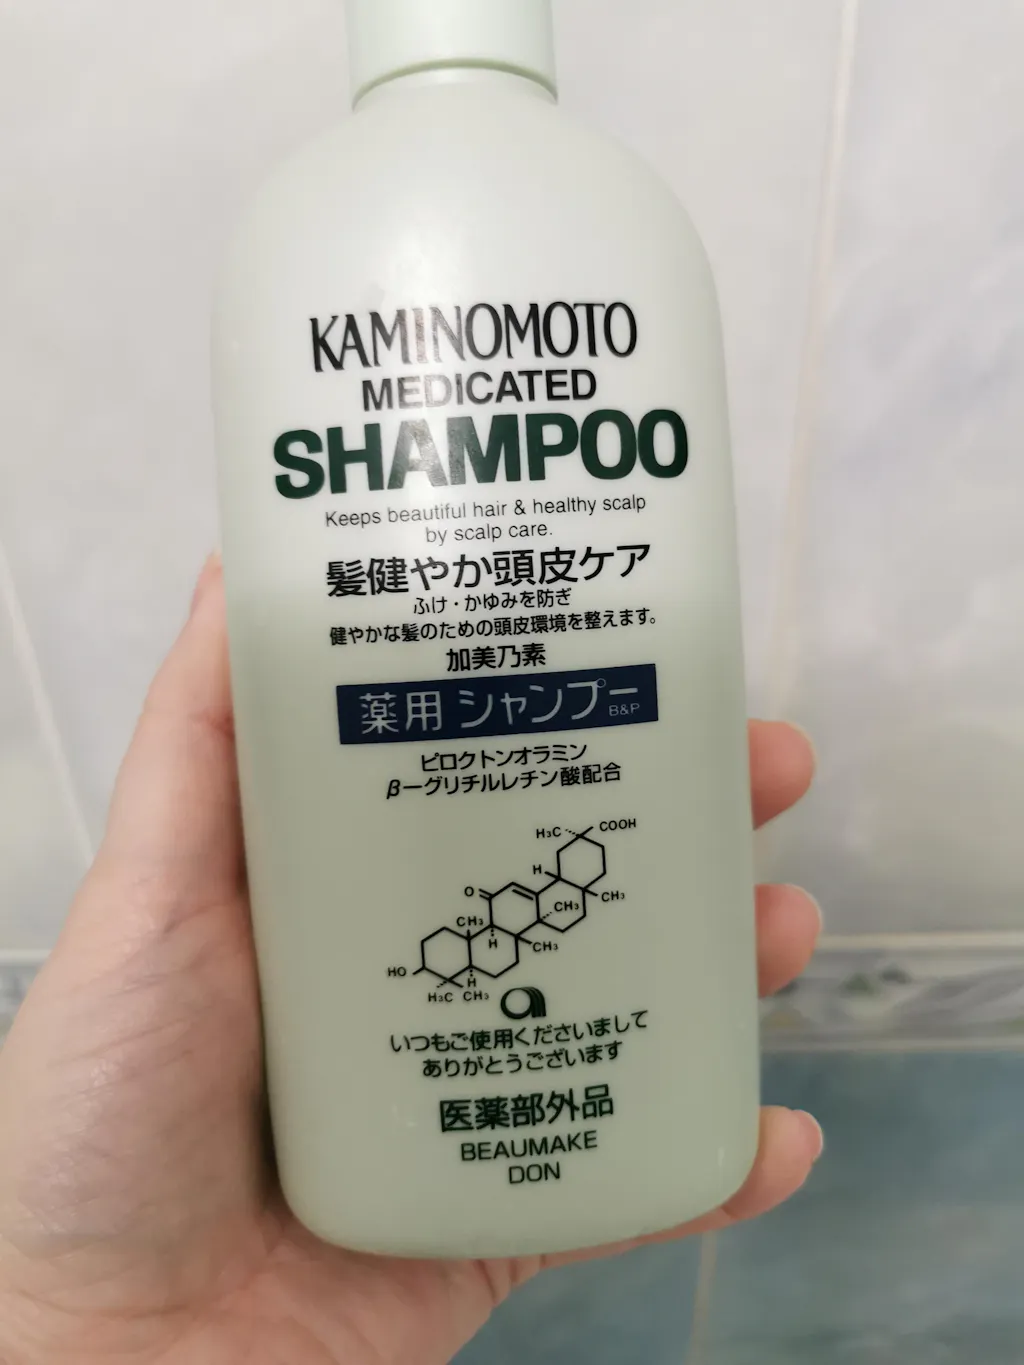 KAMINOMOTO
MEDICATED
SHAMPOO
Keeps beautiful hair & healthy scalp
by scalp care.
髪健やか頭皮ケア
ふけ・かゆみを防ぎ
健やかな髪のための頭皮環境を整えます。
加美乃素
薬用 シャンプー B&P
ピロクトンオラミン
β−グリチルレチン酸配合
H₃C COOH
H
O CH₃ CH₃
CH₃ H CH₃
HO H
H₃C CH₃
いつもご使用くださいまして
ありがとうございます
医薬部外品
BEAUMAKE
DON